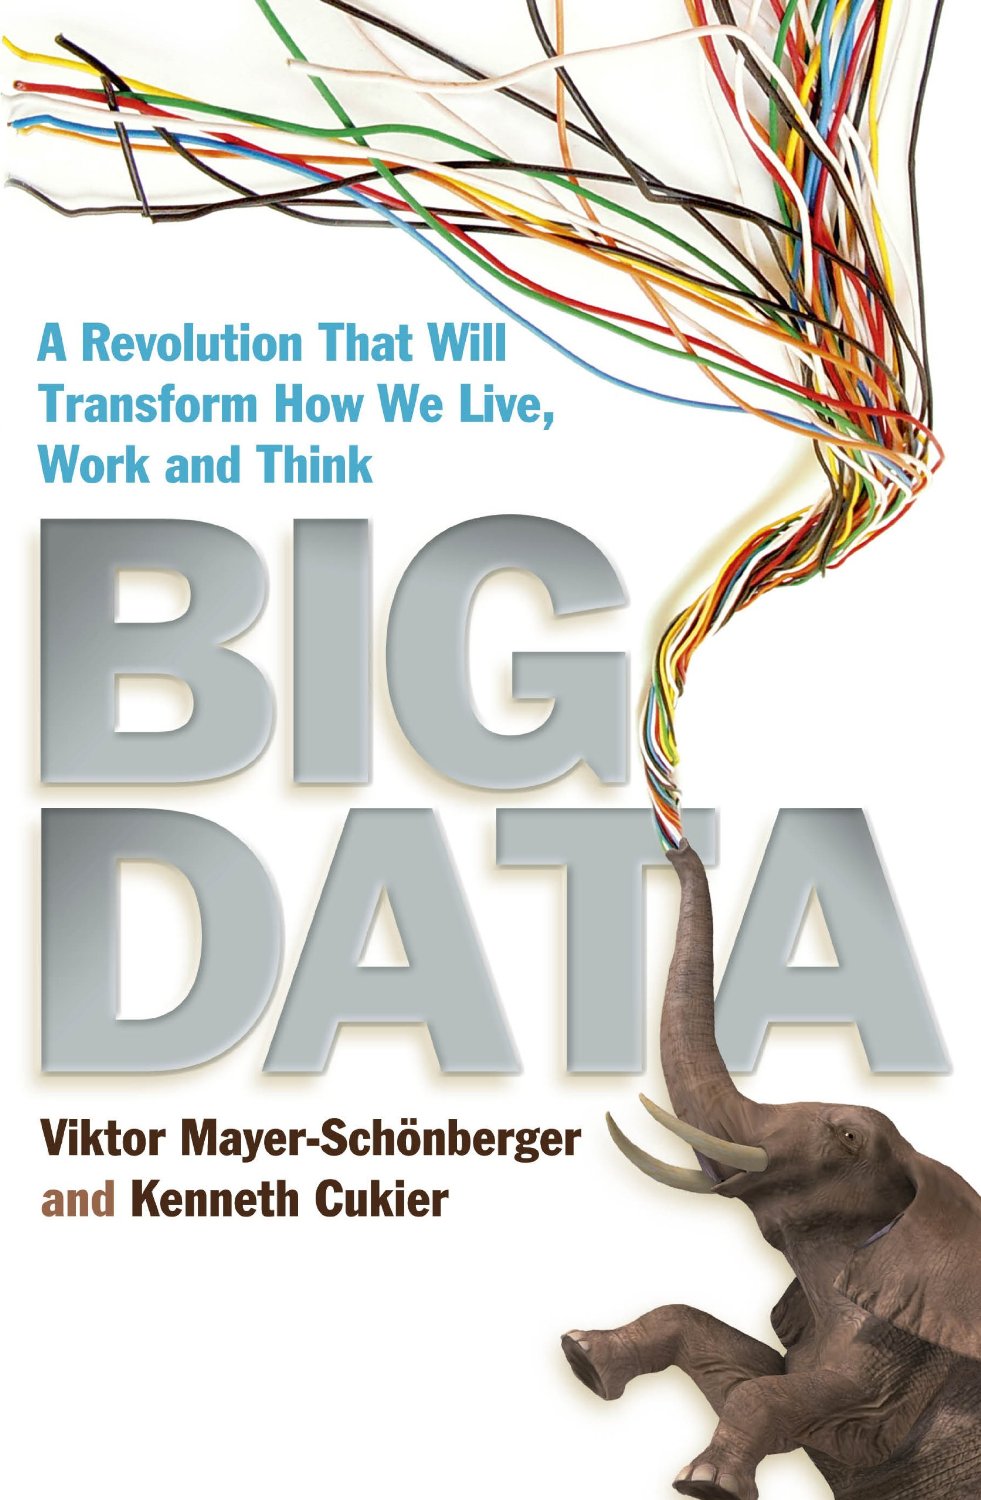 A Revolution That Will
Transform How We Live,
Work and Think
BIG
DATA
Viktor Mayer-Schönberger
and Kenneth Cukier